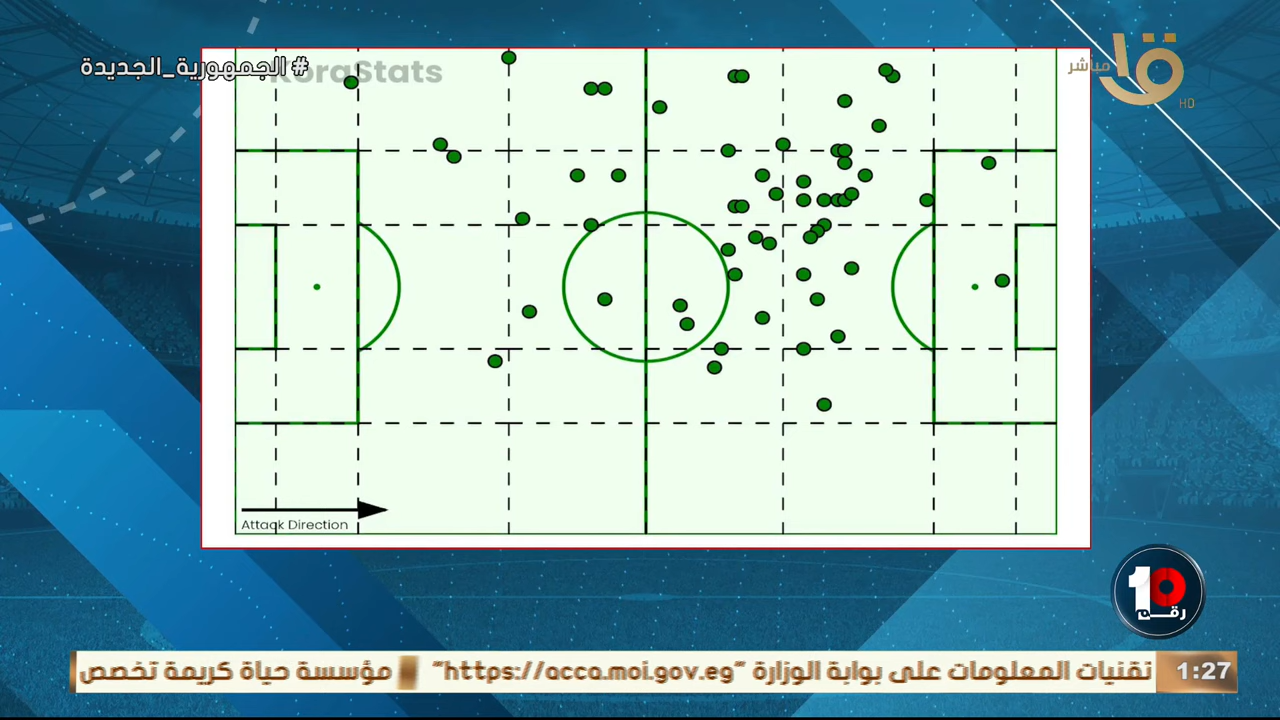 #الجمهورية_الجديدة
KoraStats
مباشر
HD
Attack Direction
10
رقم
تقنيات المعلومات على بوابة الوزارة "https://acca.moi.gov.eg" مؤسسة حياة كريمة تخصص
1:27